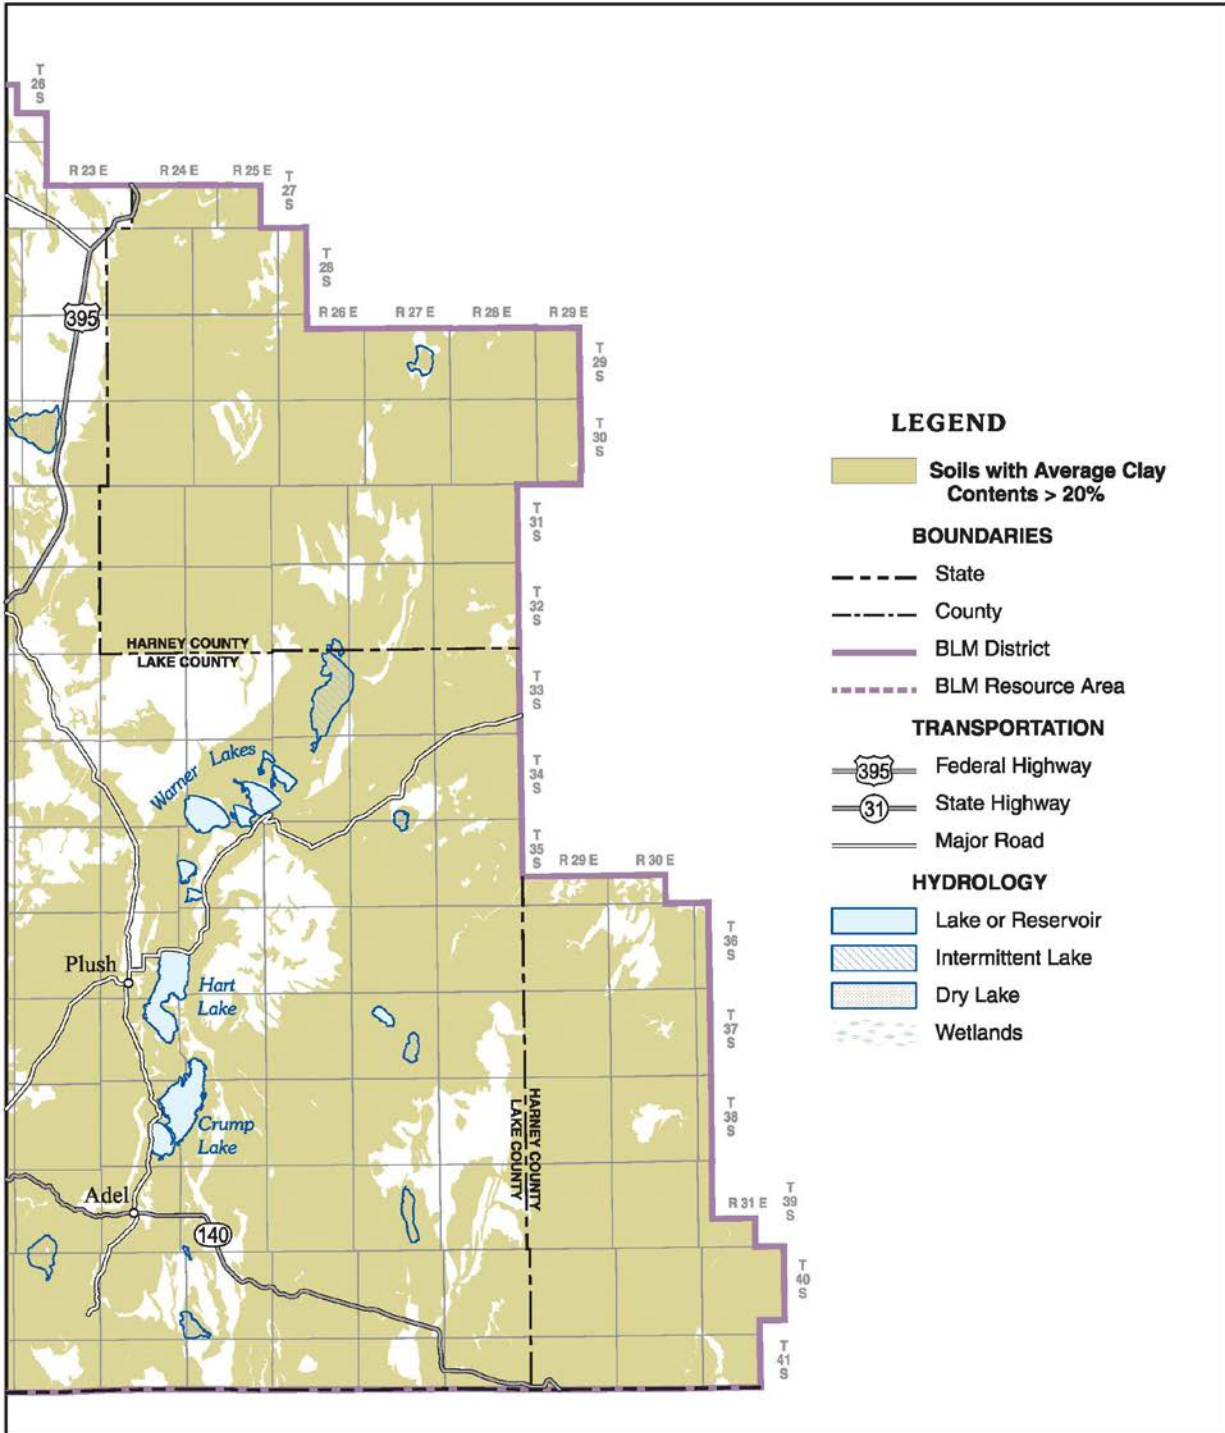 T
26
S
R 23 E
R 24 E
R 25 E
T
27
S
T
28
S
R 26 E
R 27 E
R 28 E
R 29 E
395
T
29
S
T
30
S
T
31
S
T
32
S
HARNEY COUNTY
LAKE COUNTY
T
33
S
Warner Lakes
T
34
S
T
35
S
R 29 E
R 30 E
T
36
S
Plush
Hart
Lake
T
37
S
HARNEY COUNTY
LAKE COUNTY
T
38
S
Crump
Lake
Adel
R 31 E
T
39
S
140
T
40
S
T
41
S
LEGEND
Soils with Average Clay
Contents > 20%
BOUNDARIES
State
County
BLM District
BLM Resource Area
TRANSPORTATION
395 Federal Highway
31 State Highway
Major Road
HYDROLOGY
Lake or Reservoir
Intermittent Lake
Dry Lake
Wetlands